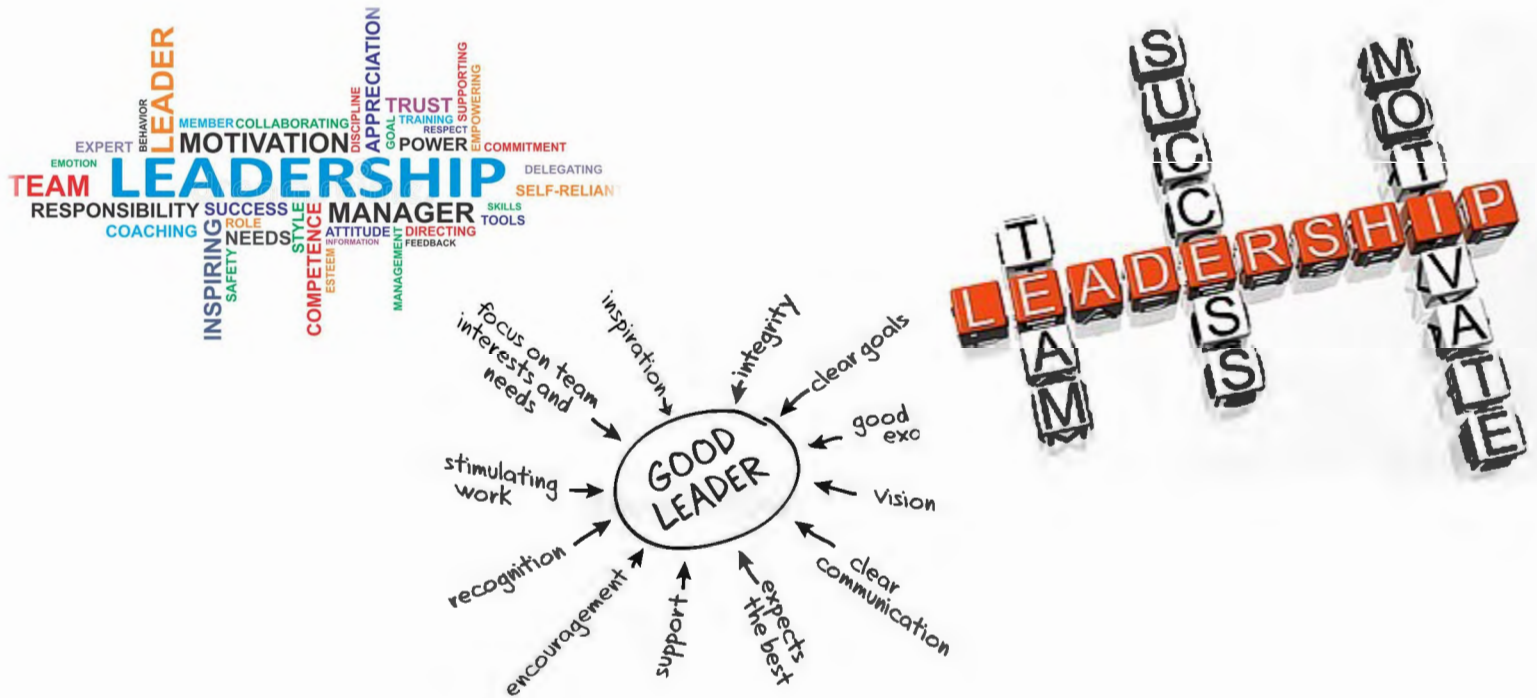 LEADER
BEHAVIOR
MEMBER COLLABORATING
DISCIPLINE
APPRECIATION
GOAL
TRUST
TRAINING
RESPECT
SUPPORTING
EMPOWERING
EXPERT
MOTIVATION
POWER
COMMITMENT
EMOTION
TEAM
LEADERSHIP
DELEGATING
SELF-RELIAN
RESPONSIBILITY
SUCCESS
MANAGER
SKILLS
TOOLS
COACHING
ROLE
NEEDS
STYLE
ATTITUDE
DIRECTING
INFORMATION
FEEDBACK
INSPIRING
SAFETY
COMPETENCE
ESTEEM
MANAGEMENT
GOOD
LEADER
focus on team
interests and
needs
inspiration
integrity
clear goals
good
exc
Vision
clear
communication
expects
the best
support
encouragement
recognition
stimulating
work
TEAM
SUCCESS
MOTIVATE
LEADERSHIP